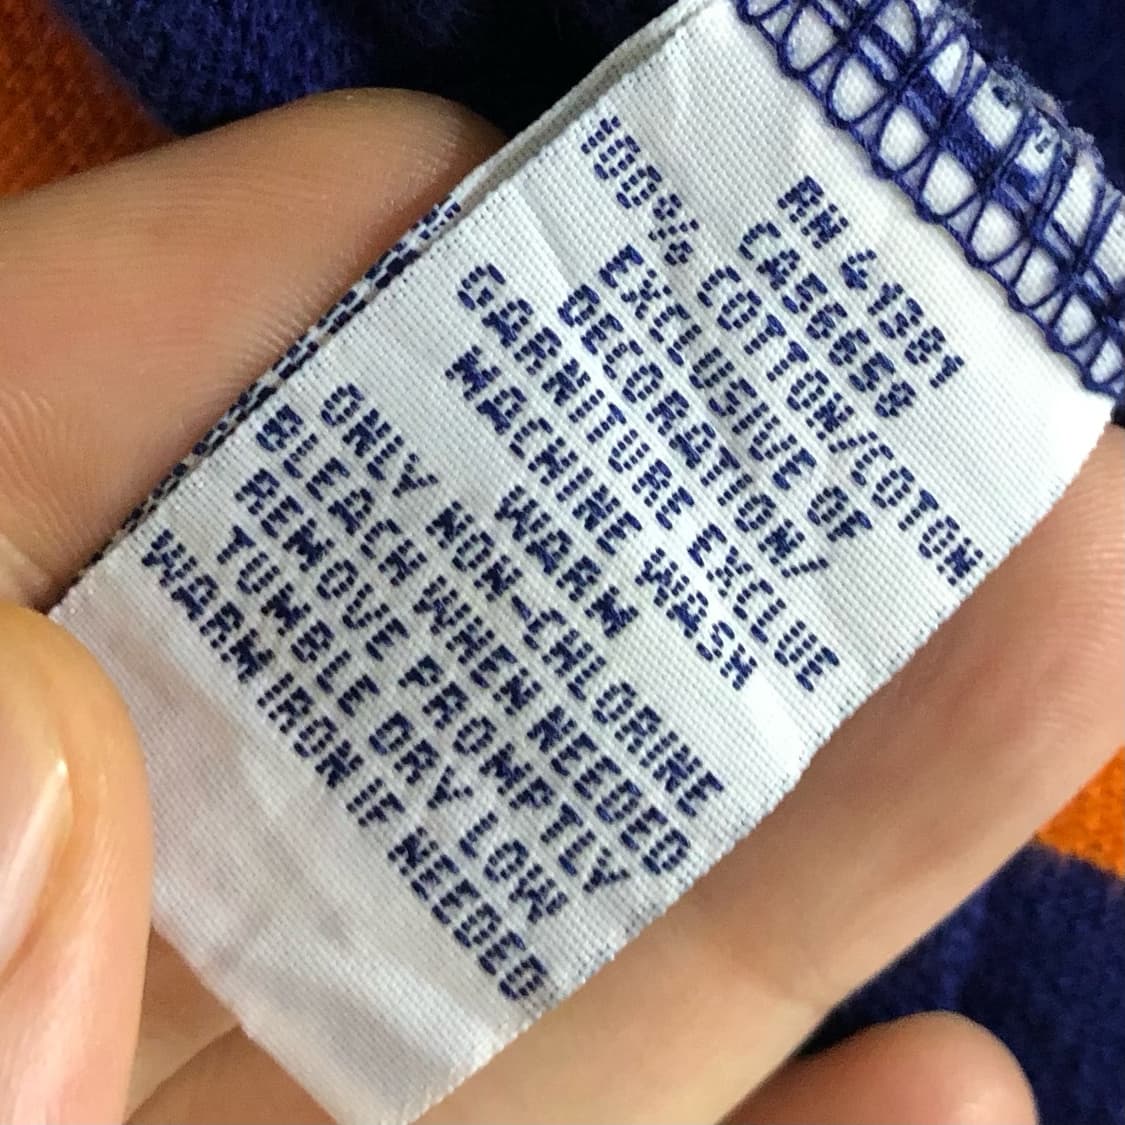 RN 41381
CA56659
100% COTTON/COTON
EXCLUSIVE OF
DECORATION/
GARNITURE EXCLUE
MACHINE WASH
WARM
ONLY NON-CHLORINE
BLEACH WHEN NEEDED
REMOVE PROMPTLY
TUMBLE DRY LOW
WARM IRON IF NEEDED